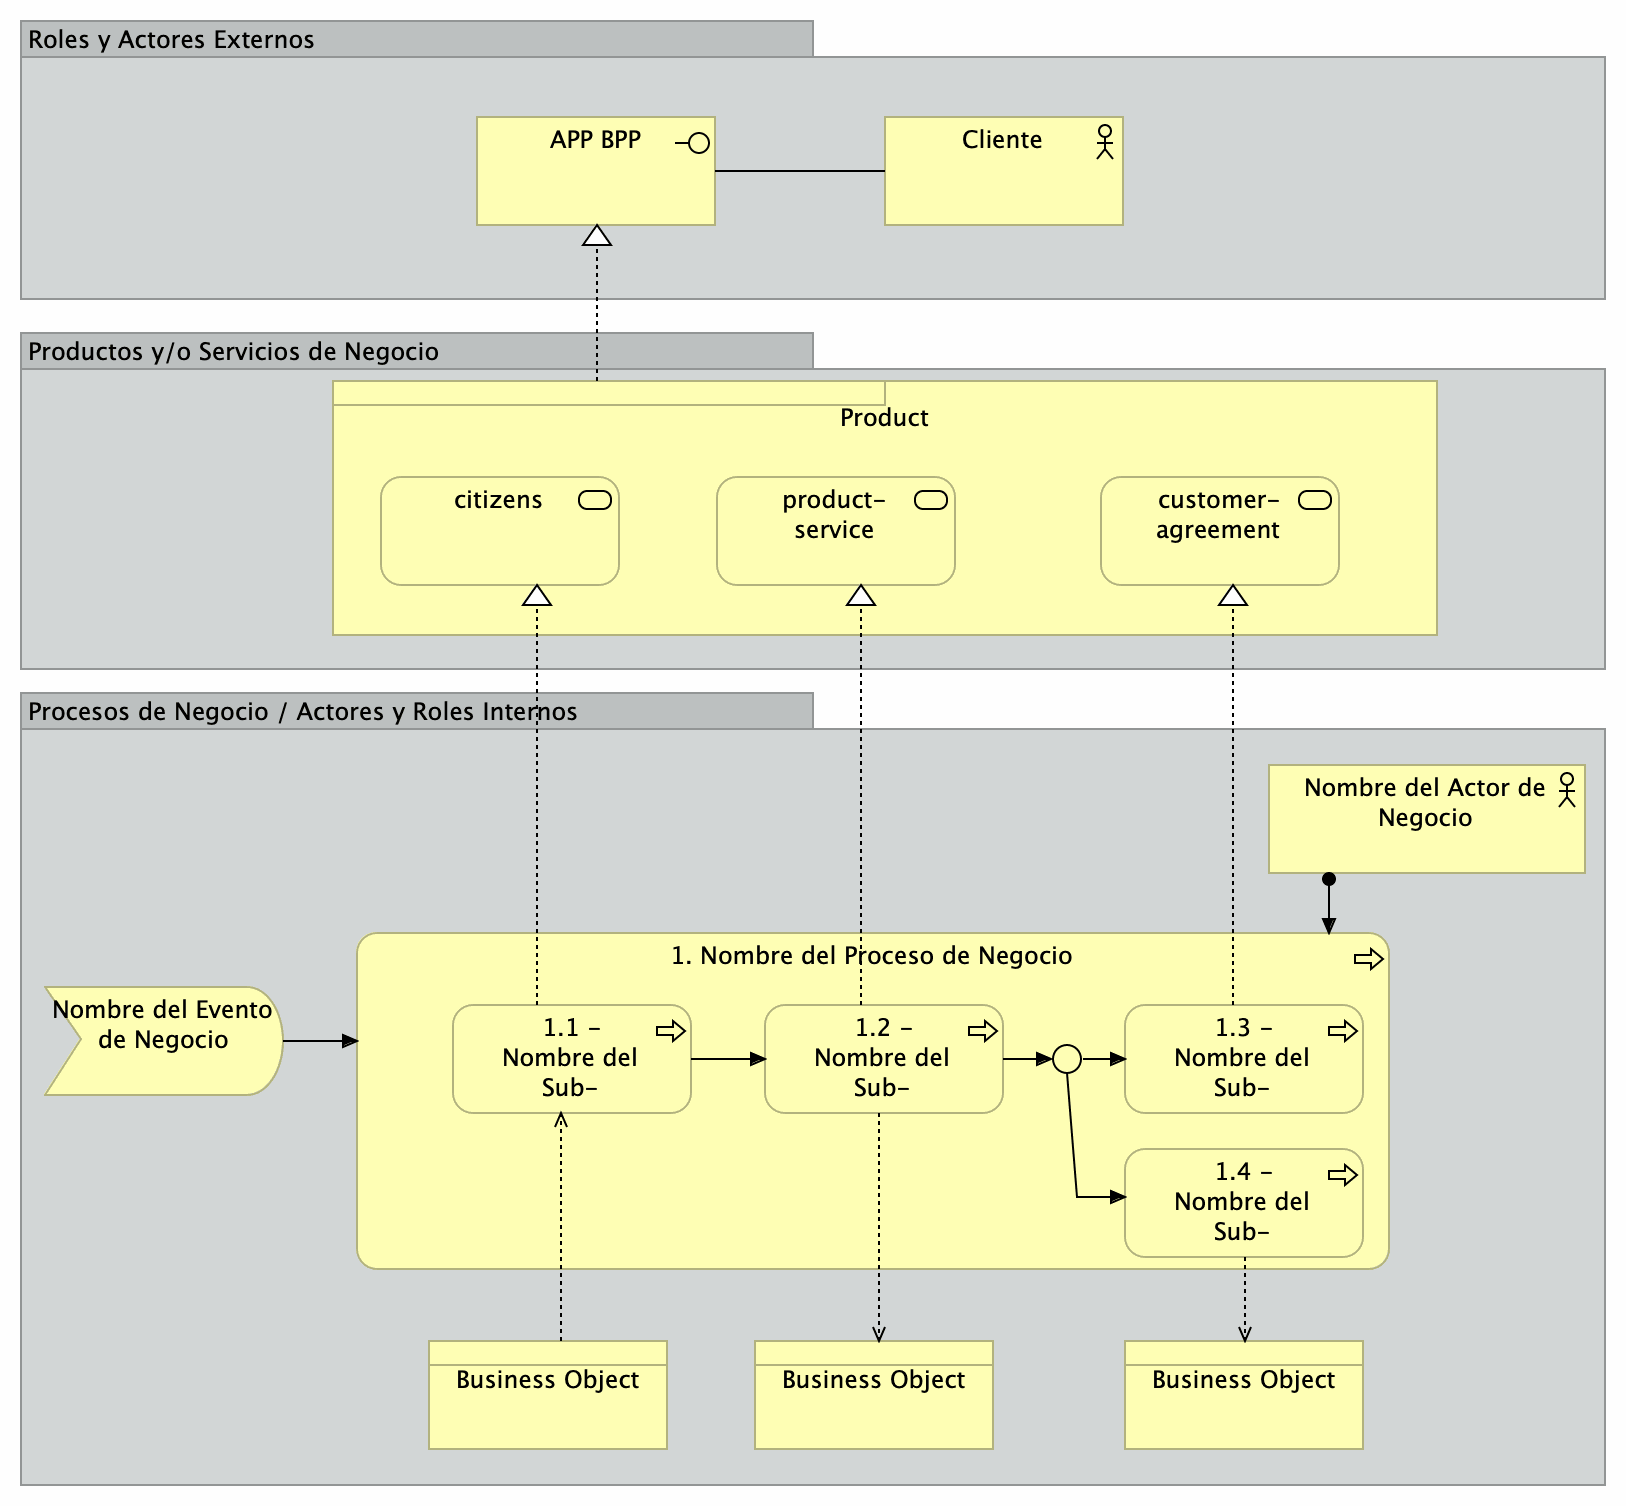 Roles y Actores Externos
APP BPP
Cliente
Productos y/o Servicios de Negocio
Product
citizens
product-
service
customer-
agreement
Procesos de Negocio / Actores y Roles Internos
Nombre del Actor de
Negocio
1. Nombre del Proceso de Negocio
Nombre del Evento
de Negocio
1.1 -
Nombre del
Sub-
1.2 -
Nombre del
Sub-
1.3 -
Nombre del
Sub-
1.4 -
Nombre del
Sub-
Business Object
Business Object
Business Object